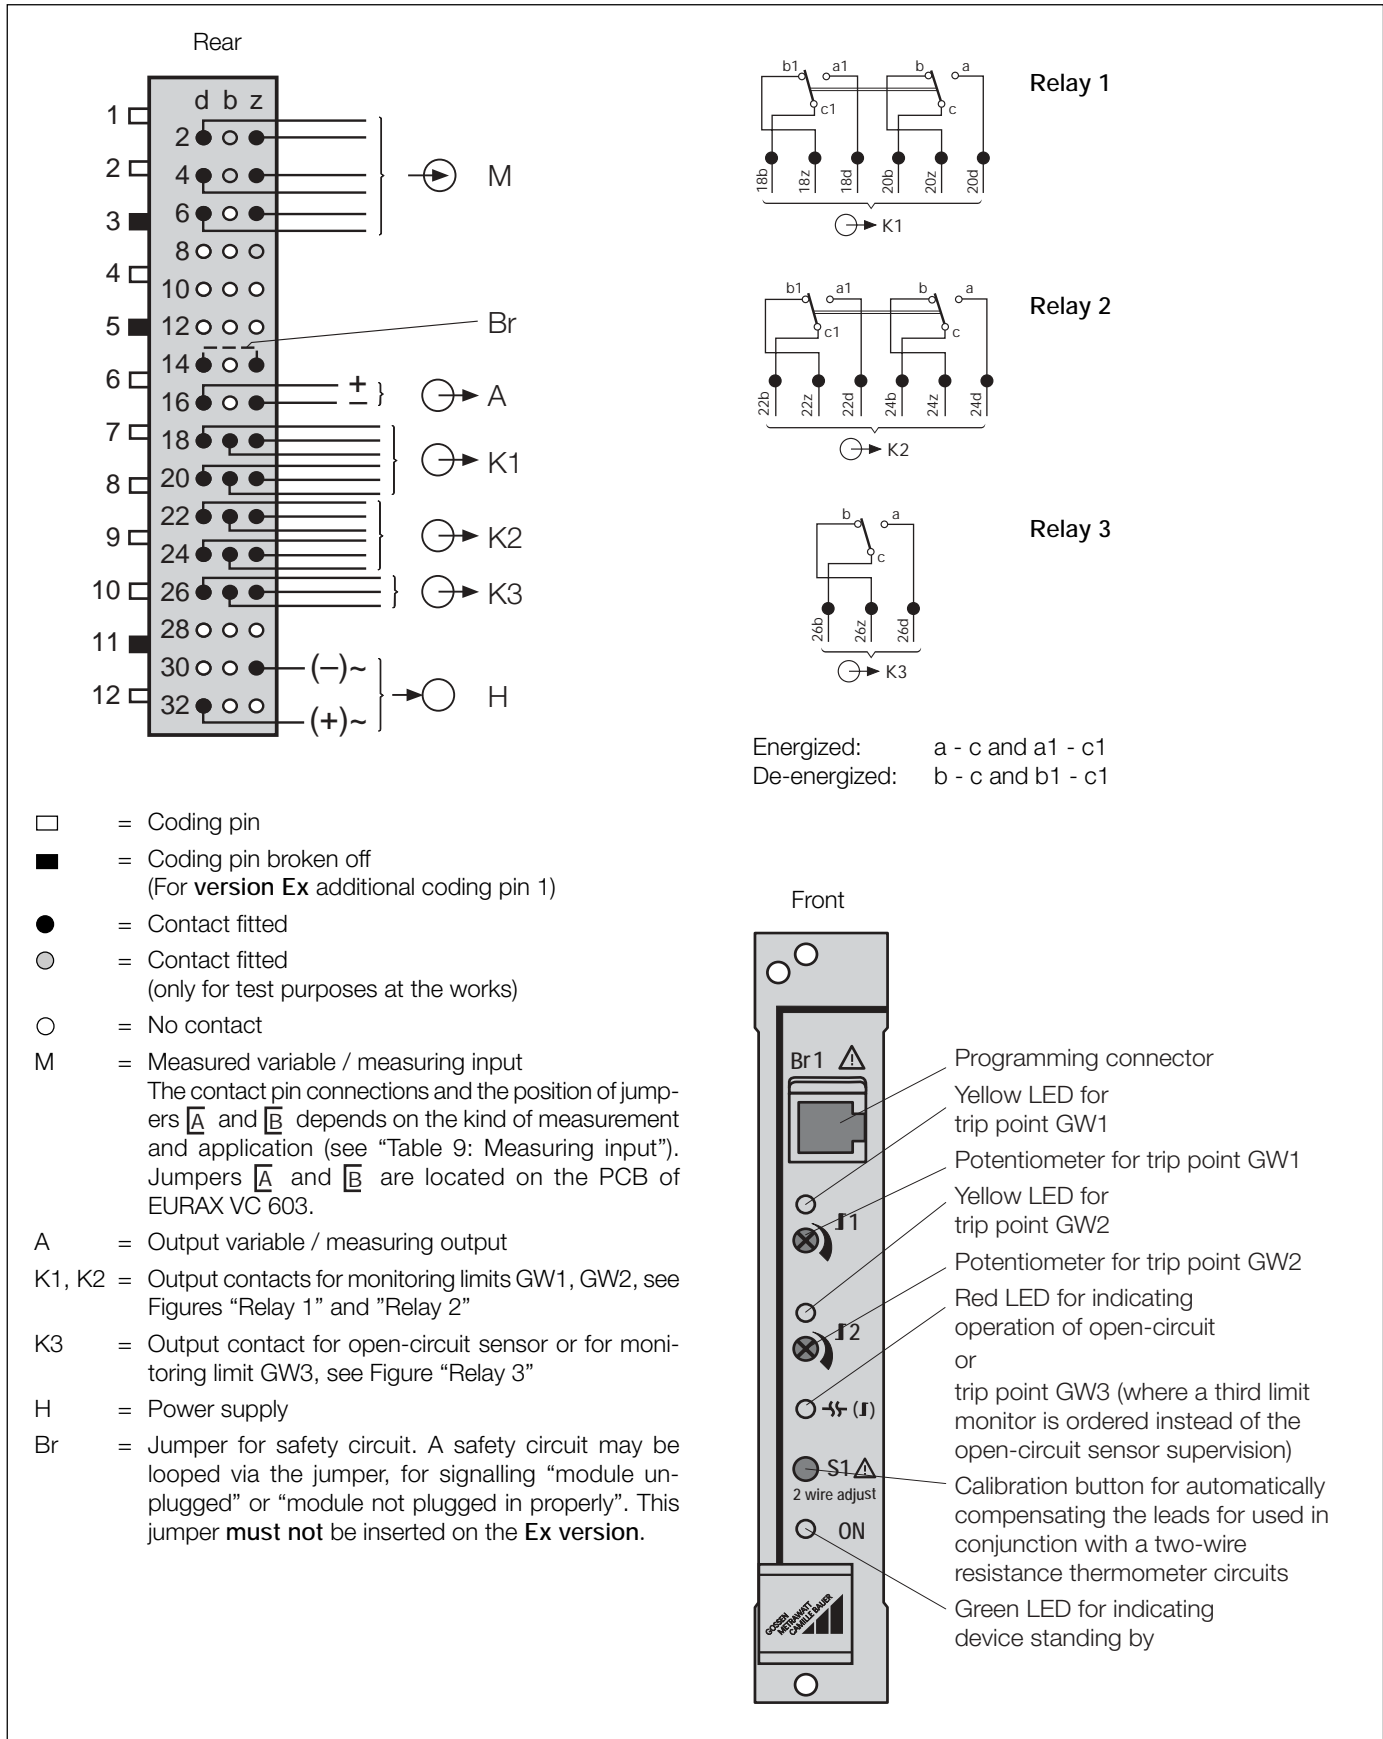 Rear
d b z
1
2
2
4
M
3
6
8
4
10
5
12
Br
14
6
+
–
16
A
7
18
K1
8
20
22
9
K2
24
10
26
K3
28
11
30
(–)~
12
H
32
(+)~
b1 a1 b a
c1 c
Relay 1
18b 18z 18d 20b 20z 20d
K1
b1 a1 b a
c1 c
Relay 2
22b 22z 22d 24b 24z 24d
K2
b a
c
Relay 3
26b 26z 26d
K3
Energized: a - c and a1 - c1
De-energized: b - c and b1 - c1
= Coding pin
= Coding pin broken off
(For version Ex additional coding pin 1)
= Contact fitted
= Contact fitted
(only for test purposes at the works)
= No contact
M = Measured variable / measuring input
The contact pin connections and the position of jump-
ers A and B depends on the kind of measurement
and application (see “Table 9: Measuring input”).
Jumpers A and B are located on the PCB of
EURAX VC 603.
A = Output variable / measuring output
K1, K2 = Output contacts for monitoring limits GW1, GW2, see
Figures “Relay 1” and ”Relay 2”
K3 = Output contact for open-circuit sensor or for moni-
toring limit GW3, see Figure “Relay 3”
H = Power supply
Br = Jumper for safety circuit. A safety circuit may be
looped via the jumper, for signalling “module un-
plugged” or “module not plugged in properly”. This
jumper must not be inserted on the Ex version.
Front
Br1
1
2
S1
2 wire adjust
ON
GOSSEN
METRAWATT
CAMILLE BAUER
Programming connector
Yellow LED for
trip point GW1
Potentiometer for trip point GW1
Yellow LED for
trip point GW2
Potentiometer for trip point GW2
Red LED for indicating
operation of open-circuit
or
trip point GW3 (where a third limit
monitor is ordered instead of the
open-circuit sensor supervision)
Calibration button for automatically
compensating the leads for used in
conjunction with a two-wire
resistance thermometer circuits
Green LED for indicating
device standing by